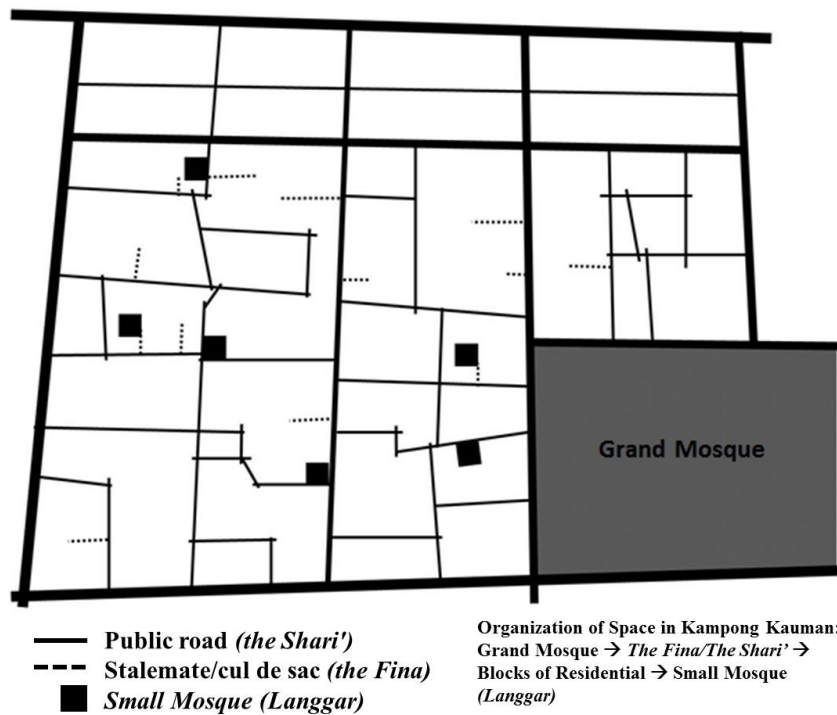 Grand Mosque
Public road (the Shari')
Stalemate/cul de sac (the Fina)
Small Mosque (Langgar)
Organization of Space in Kampong Kauman:
Grand Mosque → The Fina/The Shari’ →
Blocks of Residential → Small Mosque
(Langgar)